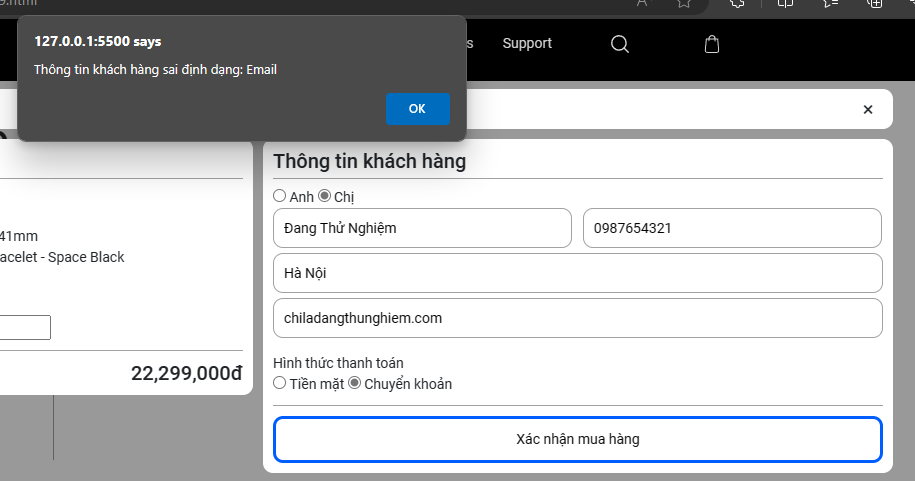 9.html
127.0.0.1:5500 says
Thông tin khách hàng sai định dạng: Email
OK
Support
Thông tin khách hàng
Anh Chị
Đang Thử Nghiệm
0987654321
Hà Nội
chiladangthunghiem.com
41mm
acelet - Space Black
22,299,000đ
Hình thức thanh toán
Tiền mặt Chuyển khoản
Xác nhận mua hàng